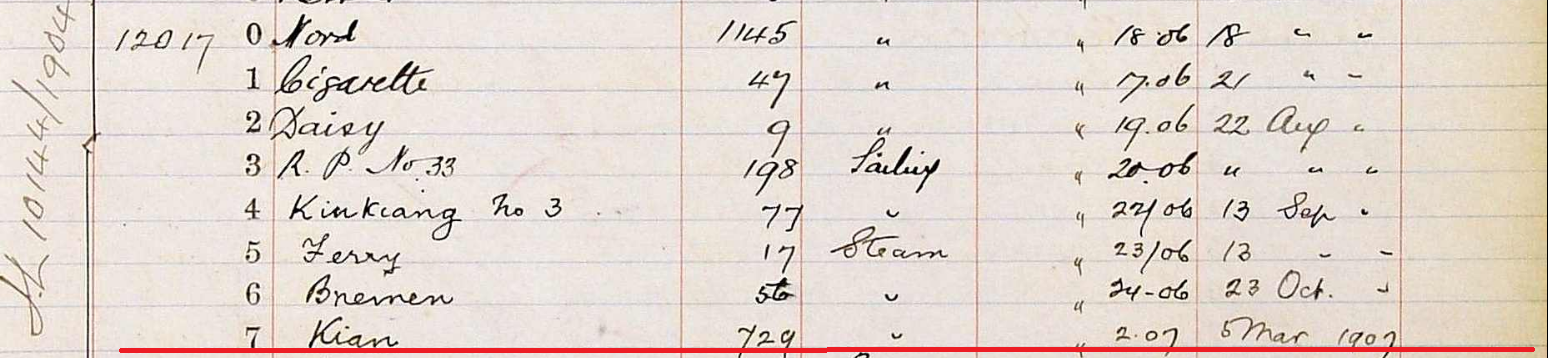 12017 0 Nord 1145 " " 18.06 18 " "
1 Cigarette 47 " " 17.06 21 " "
2 Daisy 9 " " 19.06 22 Aug "
3 R. P. No. 33 198 Sailing " 20.06 " " "
4 Kiukiang No 3 77 " " 22/06 13 Sep "
5 Ferry 17 Steam " 23/06 13 " "
6 Bremen 56 " " 24-06 23 Oct. "
7 Kian 729 " " 2.07 5 Mar 1907
10144/1904